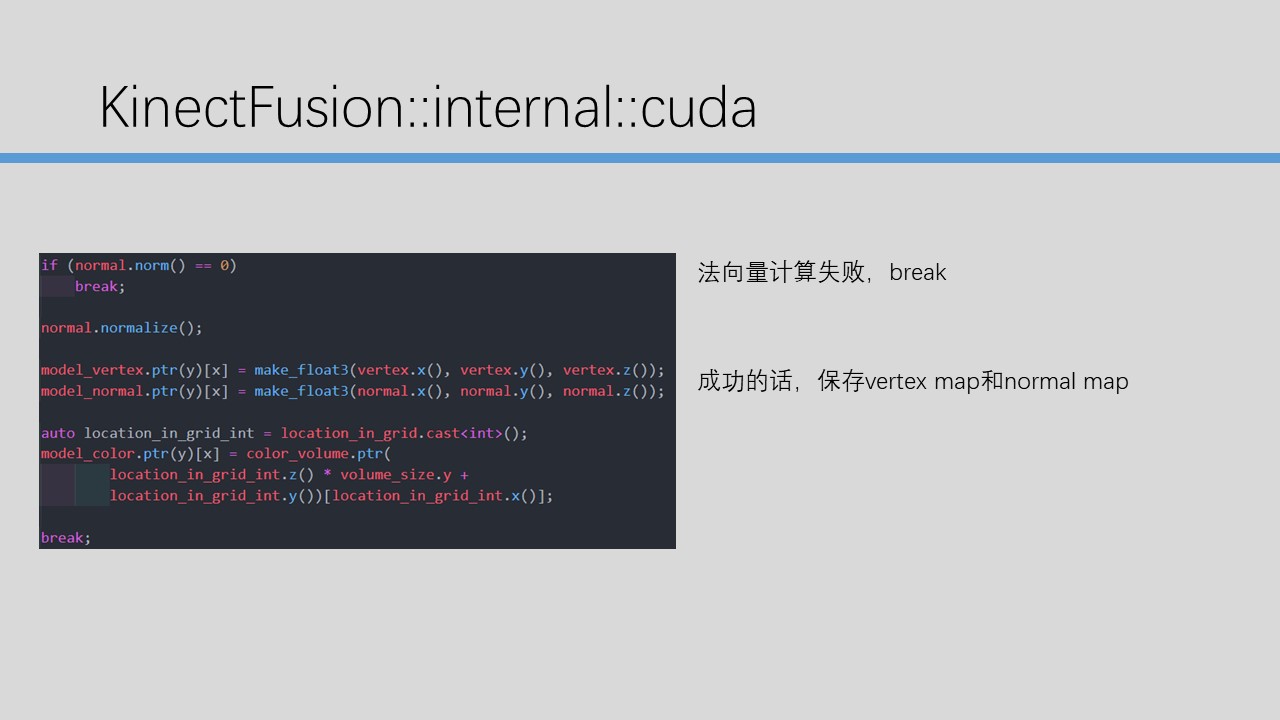 KinectFusion::internal::cuda
if (normal.norm() == 0)
break;
normal.normalize();
model_vertex.ptr(y)[x] = make_float3(vertex.x(), vertex.y(), vertex.z());
model_normal.ptr(y)[x] = make_float3(normal.x(), normal.y(), normal.z());
auto location_in_grid_int = location_in_grid.cast<int>();
model_color.ptr(y)[x] = color_volume.ptr(
location_in_grid_int.z() * volume_size.y +
location_in_grid_int.y())[location_in_grid_int.x()];
break;
法向量计算失败，break
成功的话，保存vertex map和normal map